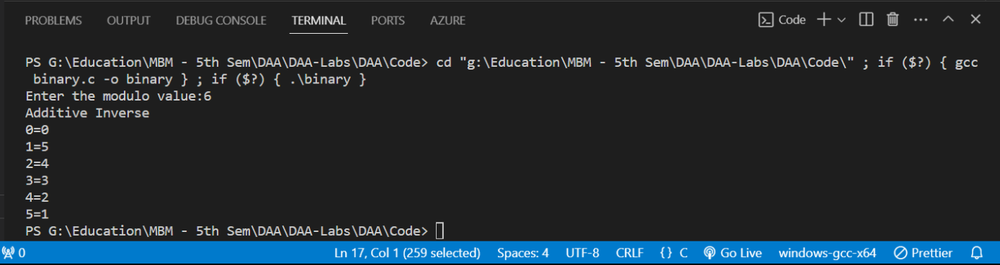 PROBLEMS OUTPUT DEBUG CONSOLE TERMINAL PORTS AZURE Code
PS G:\Education\MBM - 5th Sem\DAA\DAA-Labs\DAA\Code> cd "g:\Education\MBM - 5th Sem\DAA\DAA-Labs\DAA\Code\" ; if ($?) { gcc
binary.c -o binary } ; if ($?) { .\binary }
Enter the modulo value:6
Additive Inverse
0=0
1=5
2=4
3=3
4=2
5=1
PS G:\Education\MBM - 5th Sem\DAA\DAA-Labs\DAA\Code>
0 Ln 17, Col 1 (259 selected) Spaces: 4 UTF-8 CRLF {} C Go Live windows-gcc-x64 Prettier